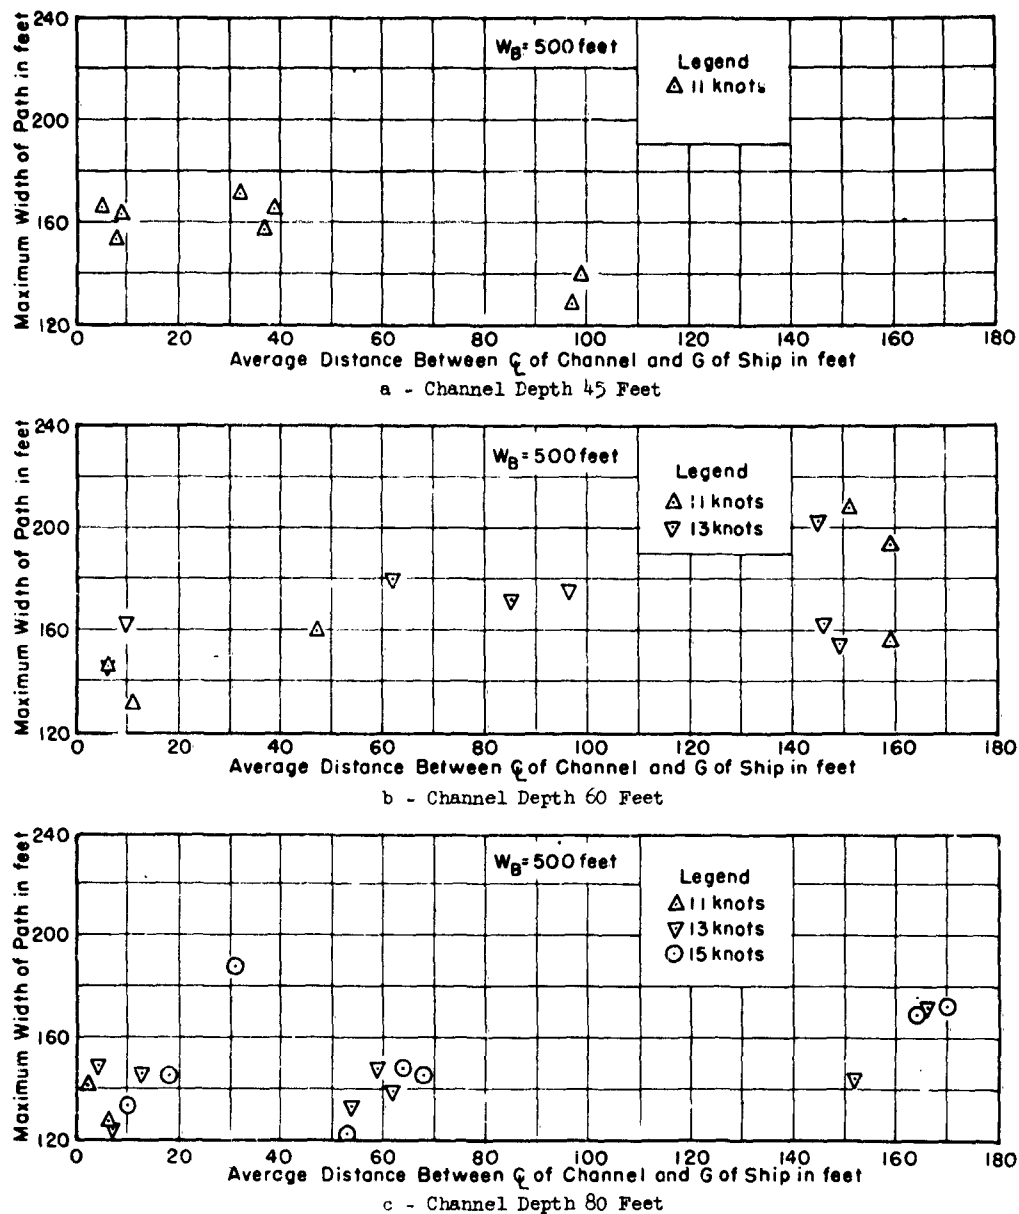 Maximum Width of Path in feet
240
200
160
120
W_B = 500 feet
Legend
△ 11 knots
0 20 40 60 80 100 120 140 160 180
Average Distance Between ℄ of Channel and G of Ship in feet
a - Channel Depth 45 Feet
Maximum Width of Path in feet
240
200
160
120
W_B = 500 feet
Legend
△ 11 knots
▽ 13 knots
0 20 40 60 80 100 120 140 160 180
Average Distance Between ℄ of Channel and G of Ship in feet
b - Channel Depth 60 Feet
Maximum Width of Path in feet
240
200
160
120
W_B = 500 feet
Legend
△ 11 knots
▽ 13 knots
⊙ 15 knots
0 20 40 60 80 100 120 140 160 180
Average Distance Between ℄ of Channel and G of Ship in feet
c - Channel Depth 80 Feet